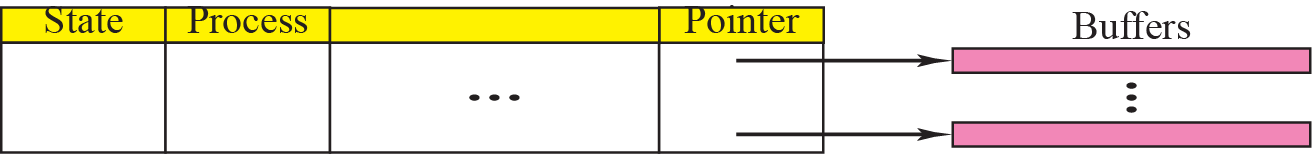 State Process Pointer
Buffers